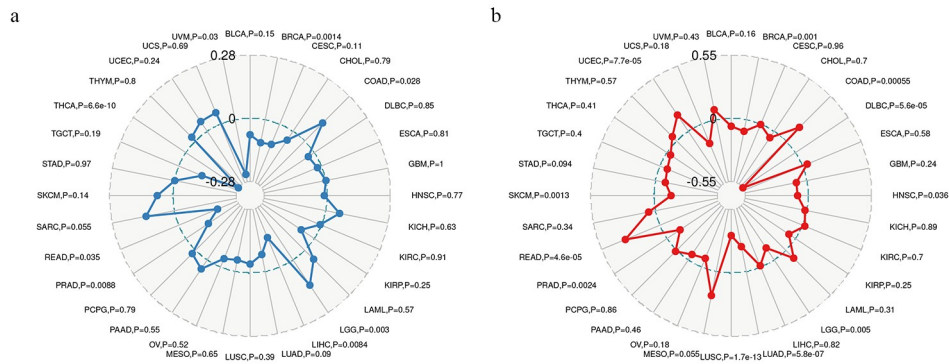 a
BLCA,P=0.15
BRCA,P=0.0014
CESC,P=0.11
CHOL,P=0.79
COAD,P=0.028
DLBC,P=0.85
ESCA,P=0.81
GBM,P=1
HNSC,P=0.77
KICH,P=0.63
KIRC,P=0.91
KIRP,P=0.25
LAML,P=0.57
LGG,P=0.003
LIHC,P=0.0084
LUAD,P=0.09
LUSC,P=0.39
MESO,P=0.65
OV,P=0.52
PAAD,P=0.55
PCPG,P=0.79
PRAD,P=0.0088
READ,P=0.035
SARC,P=0.055
SKCM,P=0.14
STAD,P=0.97
TGCT,P=0.19
THCA,P=6.6e-10
THYM,P=0.8
UCEC,P=0.24
UCS,P=0.69
UVM,P=0.03
0.28
0
-0.28
b
BLCA,P=0.16
BRCA,P=0.001
CESC,P=0.96
CHOL,P=0.7
COAD,P=0.00055
DLBC,P=5.6e-05
ESCA,P=0.58
GBM,P=0.24
HNSC,P=0.036
KICH,P=0.89
KIRC,P=0.7
KIRP,P=0.25
LAML,P=0.31
LGG,P=0.005
LIHC,P=0.82
LUAD,P=5.8e-07
LUSC,P=1.7e-13
MESO,P=0.055
OV,P=0.18
PAAD,P=0.46
PCPG,P=0.86
PRAD,P=0.0024
READ,P=4.6e-05
SARC,P=0.34
SKCM,P=0.0013
STAD,P=0.094
TGCT,P=0.4
THCA,P=0.41
THYM,P=0.57
UCEC,P=7.7e-05
UCS,P=0.18
UVM,P=0.43
0.55
0
-0.55